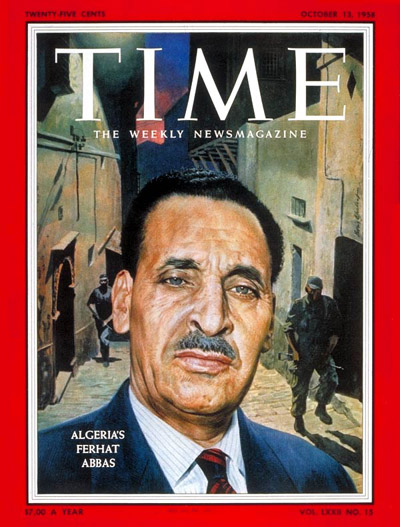 TWENTY-FIVE CENTS
OCTOBER 13, 1958
TIME
THE WEEKLY NEWSMAGAZINE
ALGERIA'S
FERHAT
ABBAS
$7.00 A YEAR
VOL. LXXII NO. 15